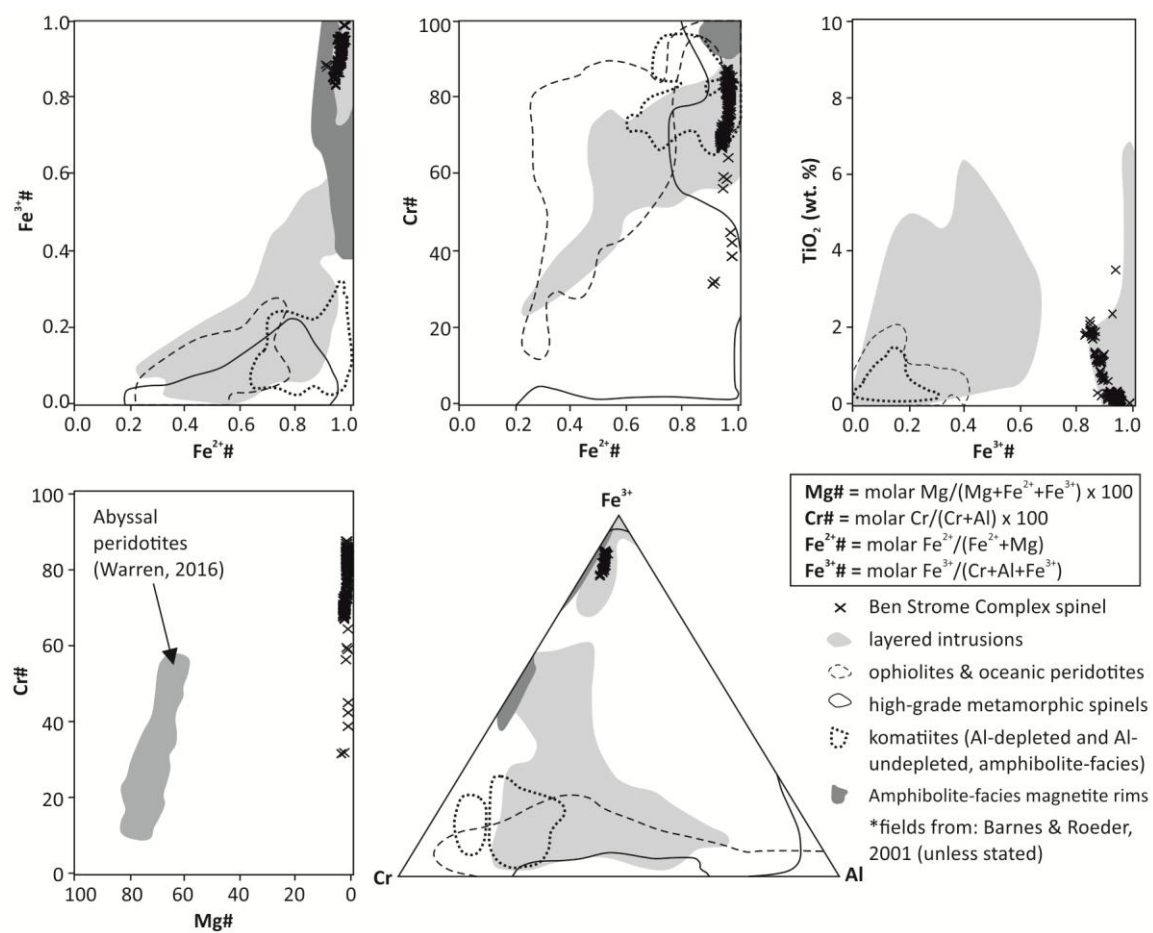 1.0
0.8
0.6
0.4
0.2
0.0
Fe³⁺#
0.0
0.2
0.4
0.6
0.8
1.0
Fe²⁺#
100
80
60
40
20
0
Cr#
0.0
0.2
0.4
0.6
0.8
1.0
Fe²⁺#
10
8
6
4
2
0
TiO₂ (wt. %)
0.0
0.2
0.4
0.6
0.8
1.0
Fe³⁺#
100
80
60
40
20
0
Cr#
Abyssal
peridotites
(Warren, 2016)
100
80
60
40
20
0
Mg#
Fe³⁺
Cr
Al
Mg# = molar Mg/(Mg+Fe²⁺+Fe³⁺) x 100
Cr# = molar Cr/(Cr+Al) x 100
Fe²⁺# = molar Fe²⁺/(Fe²⁺+Mg)
Fe³⁺# = molar Fe³⁺/(Cr+Al+Fe³⁺)
Ben Strome Complex spinel
layered intrusions
ophiolites & oceanic peridotites
high-grade metamorphic spinels
komatiites (Al-depleted and Al-
undepleted, amphibolite-facies)
Amphibolite-facies magnetite rims
*fields from: Barnes & Roeder,
2001 (unless stated)